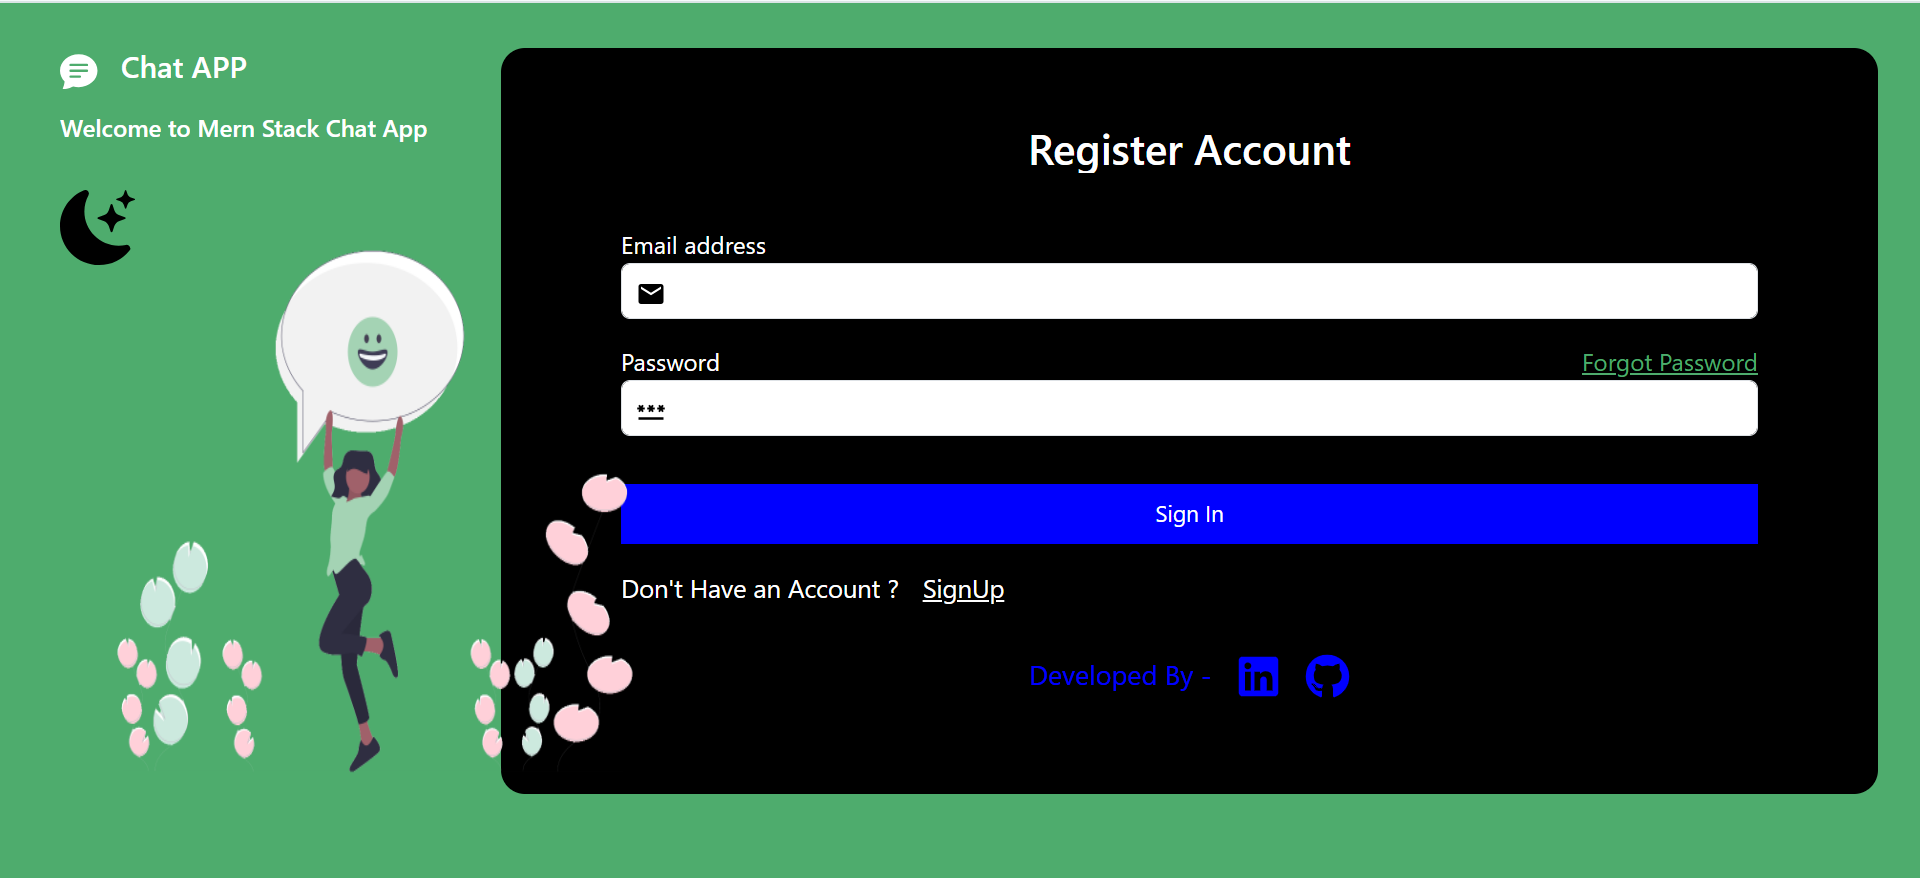 Chat APP
Welcome to Mern Stack Chat App
Register Account
Email address
Password
Forgot Password
***
Sign In
Don't Have an Account ? SignUp
Developed By - in